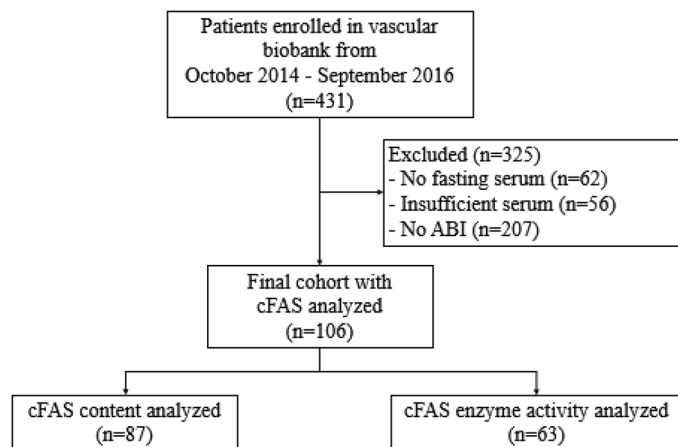 Patients enrolled in vascular
biobank from
October 2014 - September 2016
(n=431)
Excluded (n=325)
- No fasting serum (n=62)
- Insufficient serum (n=56)
- No ABI (n=207)
Final cohort with
cFAS analyzed
(n=106)
cFAS content analyzed
(n=87)
cFAS enzyme activity analyzed
(n=63)